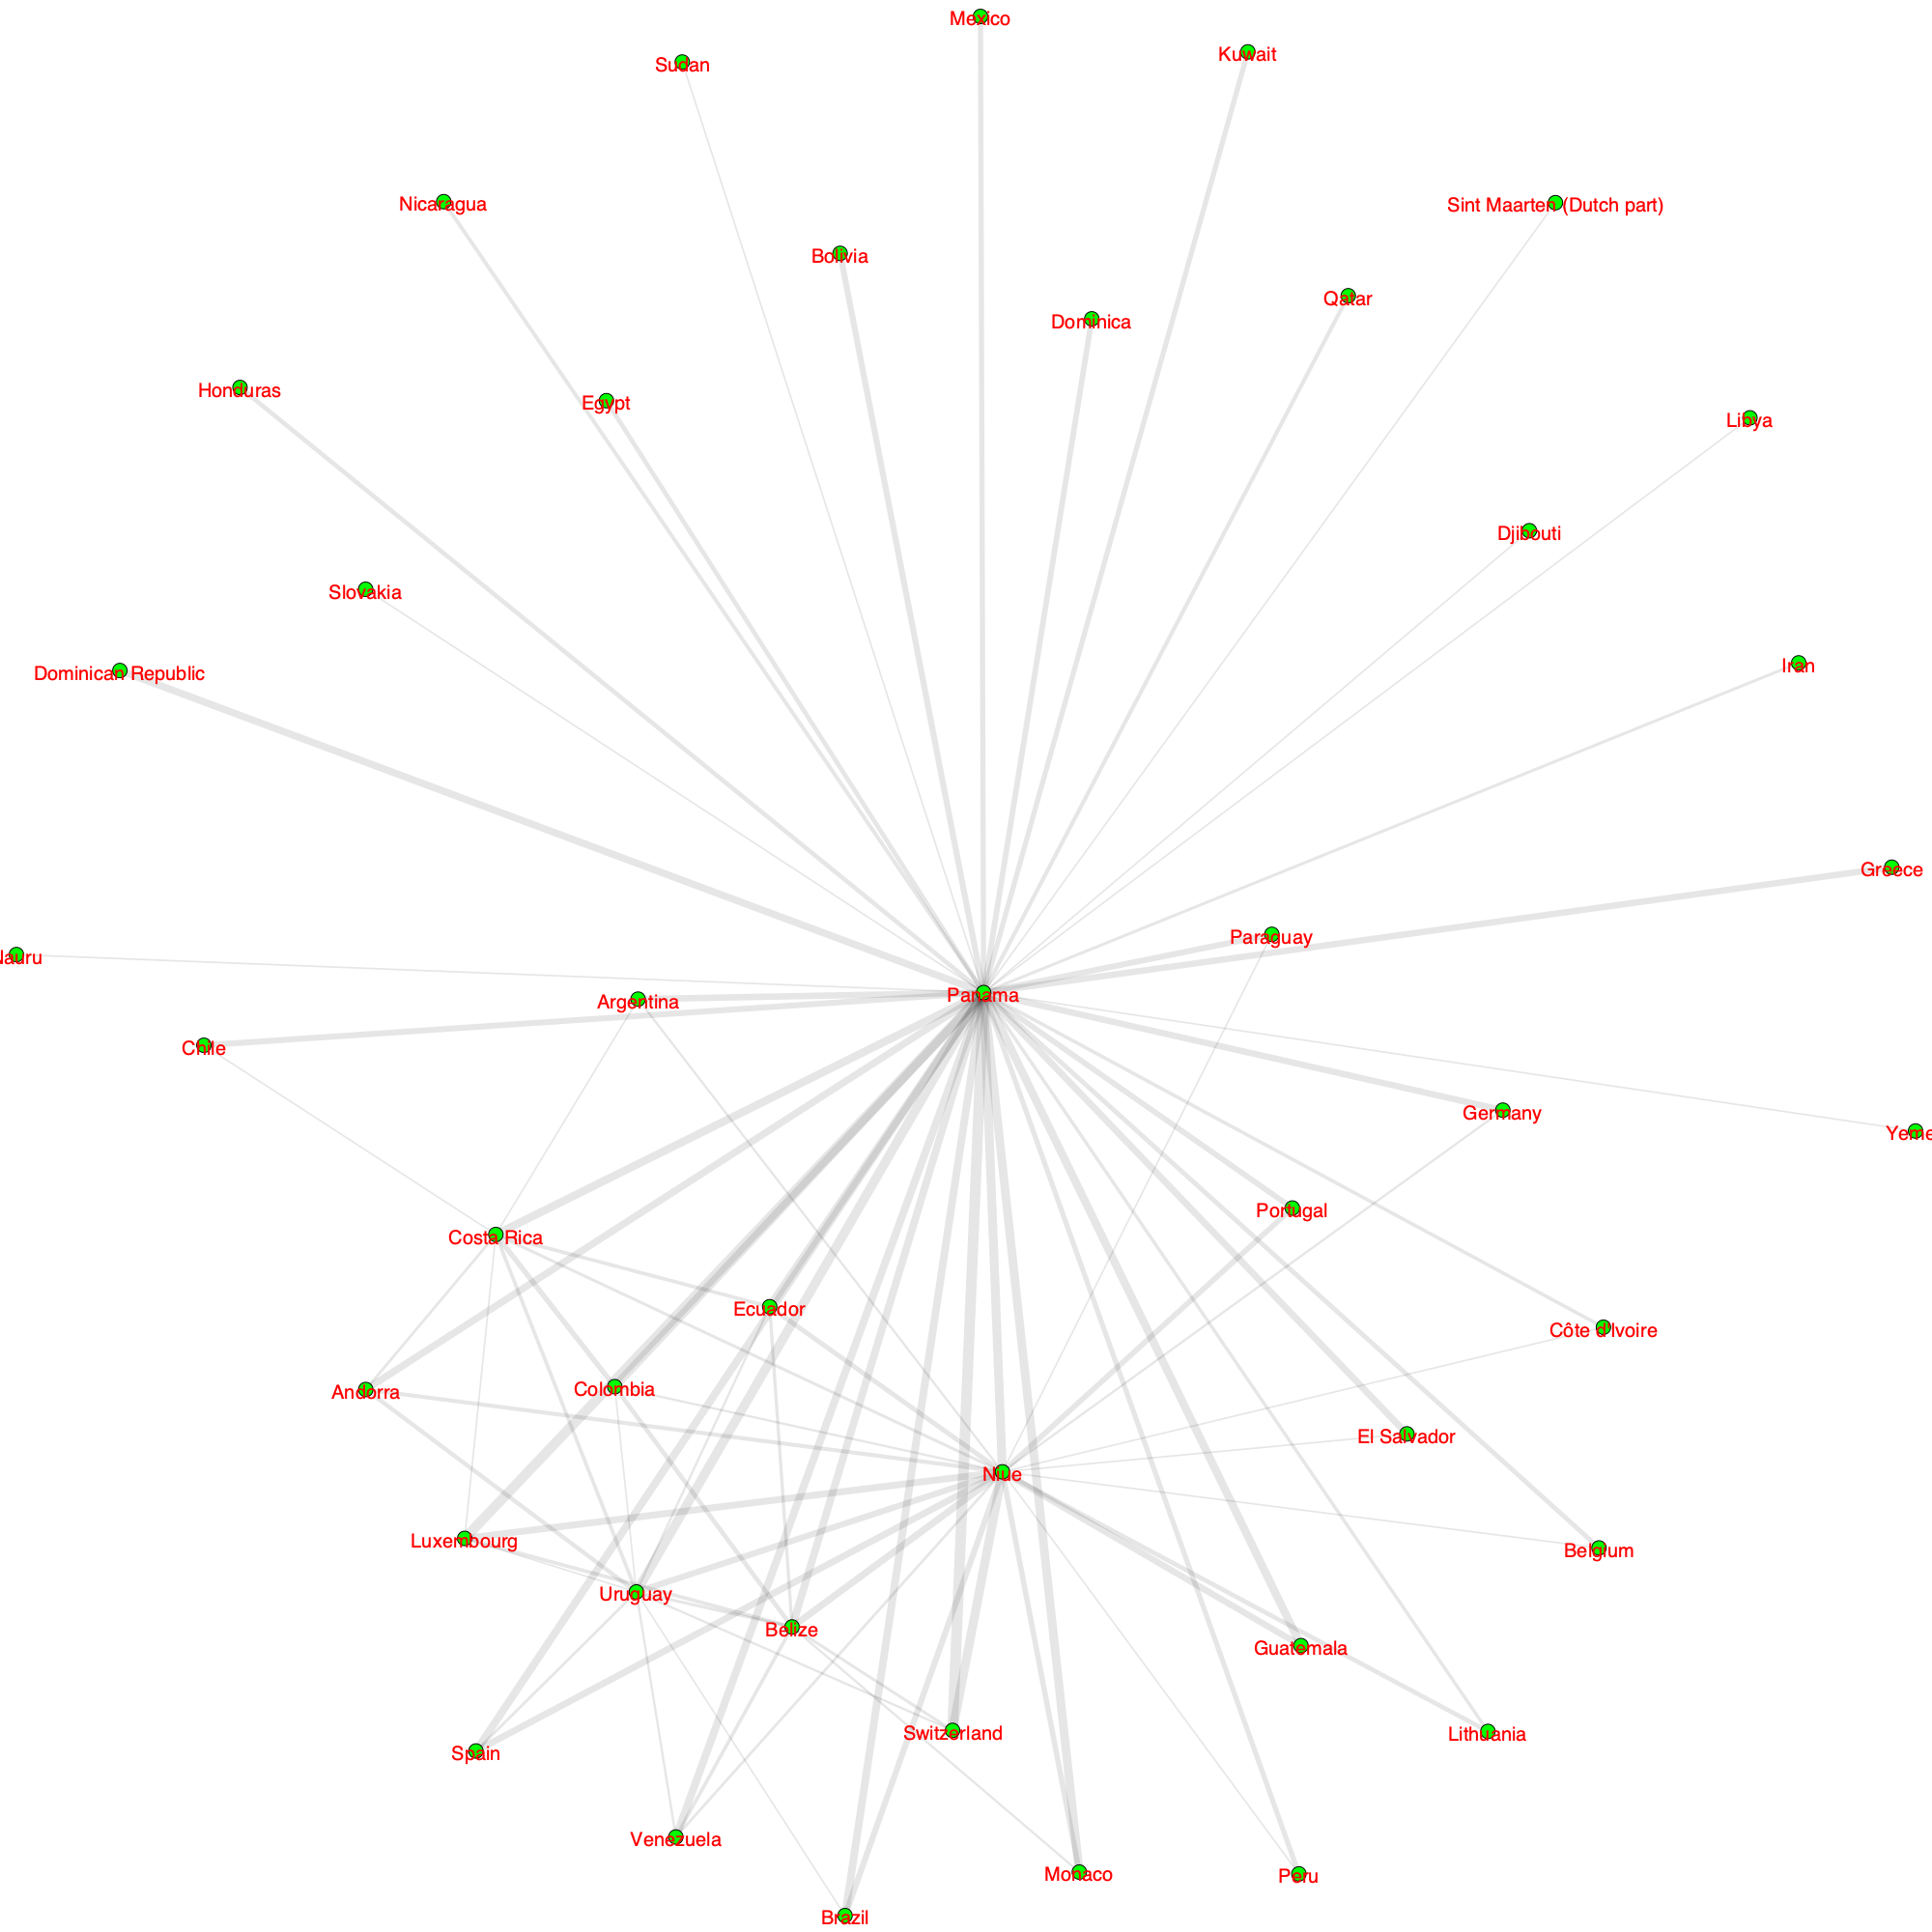 Mexico
Kuwait
Sudan
Nicaragua
Sint Maarten (Dutch part)
Bolivia
Qatar
Dominica
Honduras
Egypt
Libya
Djibouti
Slovakia
Iran
Dominican Republic
Greece
Paraguay
Nauru
Panama
Argentina
Chile
Germany
Yeme
Portugal
Costa Rica
Ecuador
Côte d'Ivoire
Andorra
Colombia
El Salvador
Niue
Luxembourg
Belgium
Uruguay
Belize
Guatemala
Switzerland
Lithuania
Spain
Venezuela
Monaco
Peru
Brazil